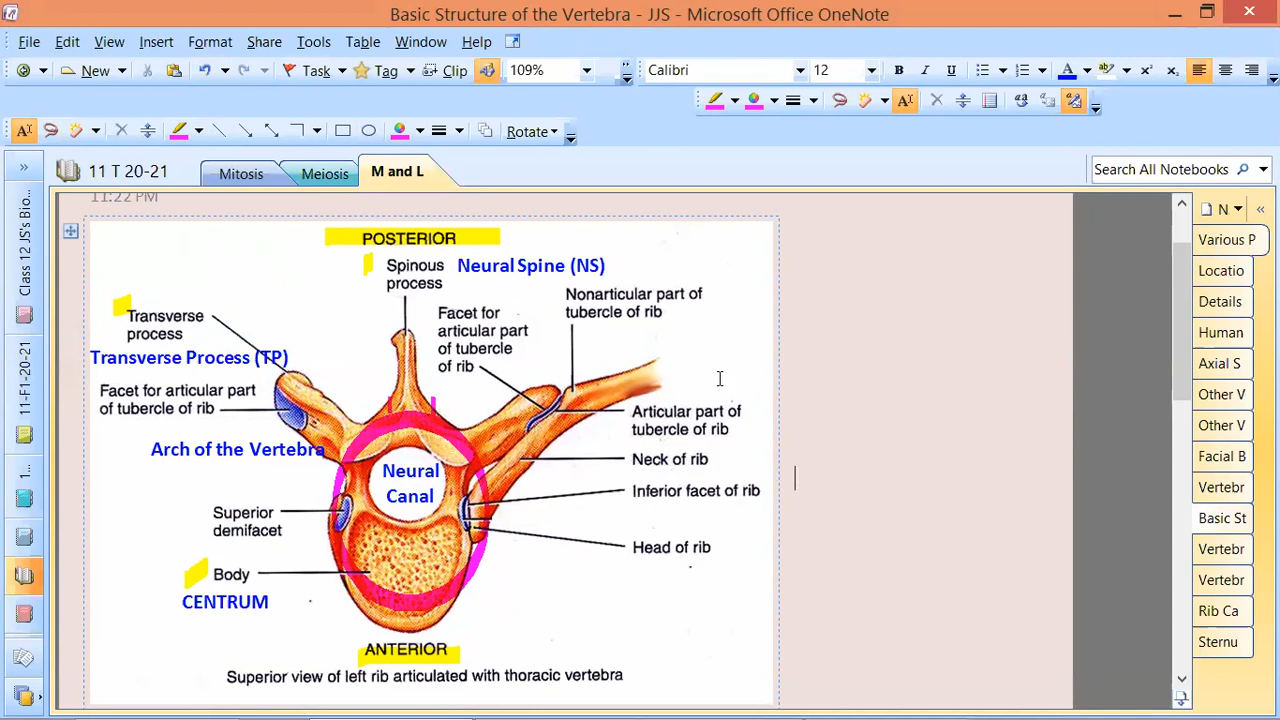 Basic Structure of the Vertebra - JJS - Microsoft Office OneNote
File Edit View Insert Format Share Tools Table Window Help
New Task Tag Clip 109% Calibri 12 B I U
Rotate
11 T 20-21 Mitosis Meiosis M and L
Search All Notebooks
N
11:22 PM
POSTERIOR
Spinous
process
Neural Spine (NS)
Transverse
process
Transverse Process (TP)
Facet for
articular part
of tubercle
of rib
Nonarticular part of
tubercle of rib
Facet for articular part
of tubercle of rib
Articular part of
tubercle of rib
Arch of the Vertebra
Neural
Canal
Neck of rib
Inferior facet of rib
Superior
demifacet
Head of rib
Body
CENTRUM
ANTERIOR
Superior view of left rib articulated with thoracic vertebra
Class 12 JSs Bio...
11-F1-20-21
1...
Various P
Locatio
Details
Human
Axial S
Other V
Other V
Facial B
Vertebr
Basic St
Vertebr
Vertebr
Rib Ca
Sternu